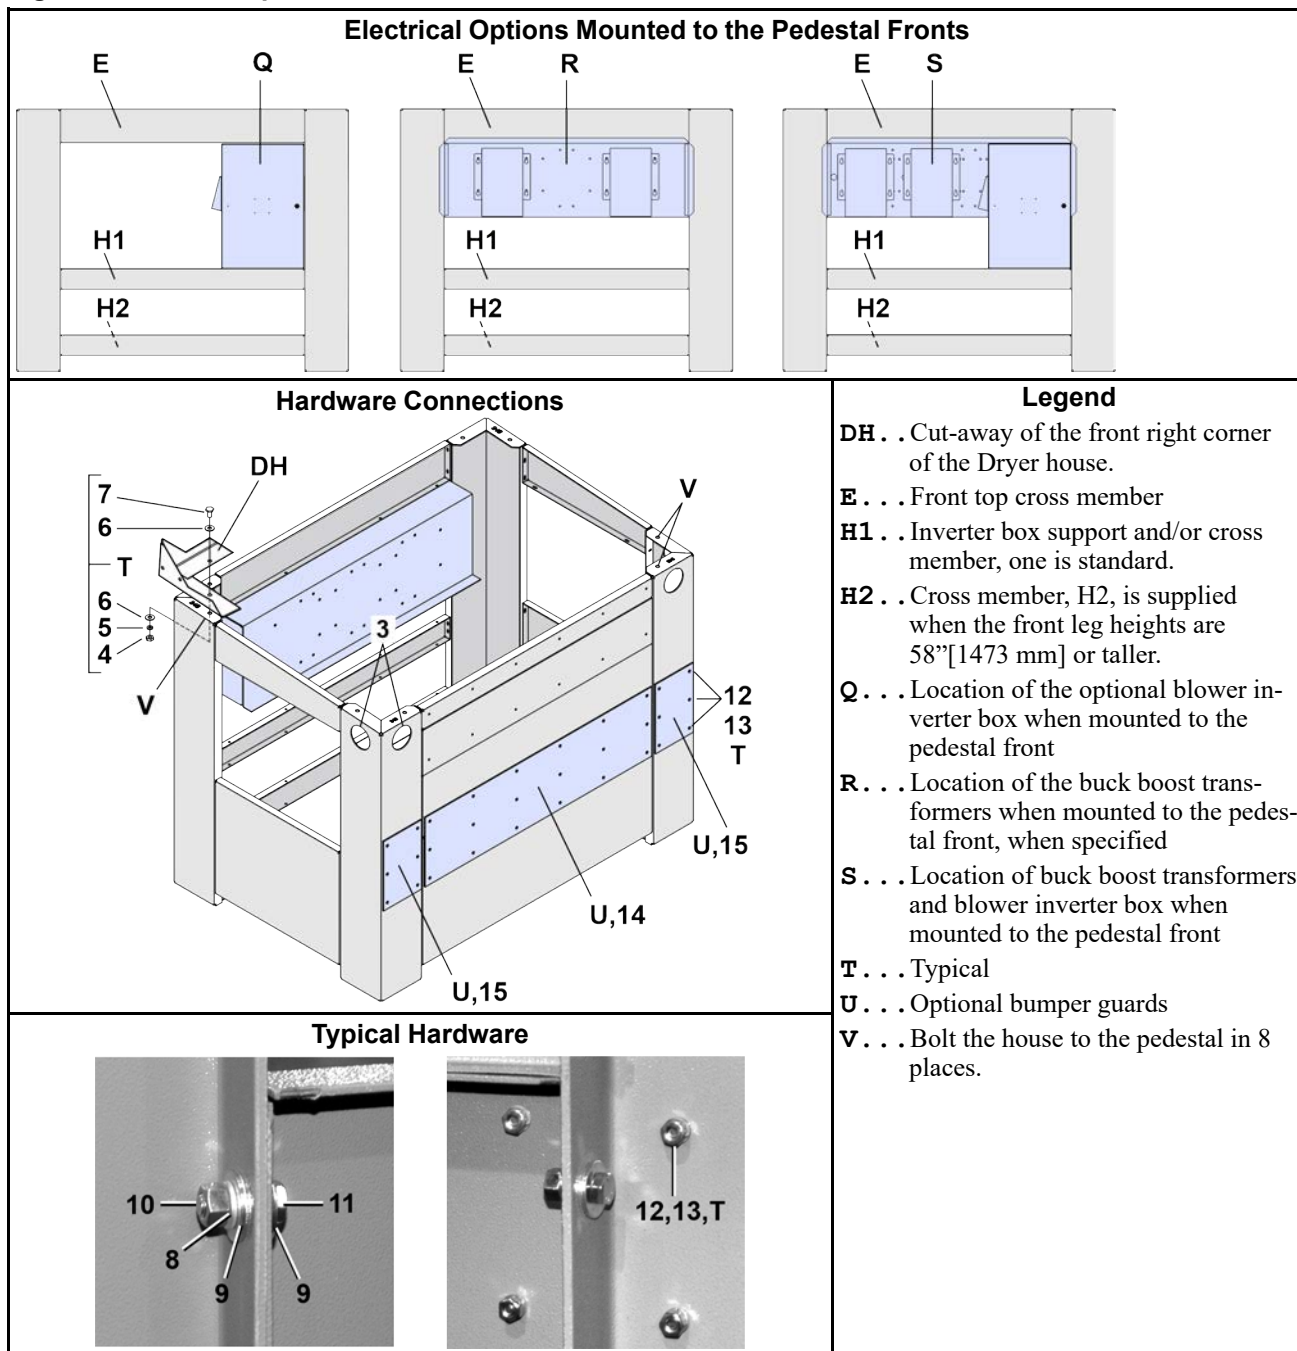 Electrical Options Mounted to the Pedestal Fronts
E Q E R E S
H1 H1 H1
H2 H2 H2
Hardware Connections
DH
7
6
T
6
5
4
V
3
V
12
13
T
U,15
U,14
U,15
Legend
DH..Cut-away of the front right corner
of the Dryer house.
E...Front top cross member
H1..Inverter box support and/or cross
member, one is standard.
H2..Cross member, H2, is supplied
when the front leg heights are
58”[1473 mm] or taller.
Q...Location of the optional blower in-
verter box when mounted to the
pedestal front
R...Location of the buck boost trans-
formers when mounted to the pedes-
tal front, when specified
S...Location of buck boost transformers
and blower inverter box when
mounted to the pedestal front
T...Typical
U...Optional bumper guards
V...Bolt the house to the pedestal in 8
places.
Typical Hardware
10 11
8
9 9
12,13,T